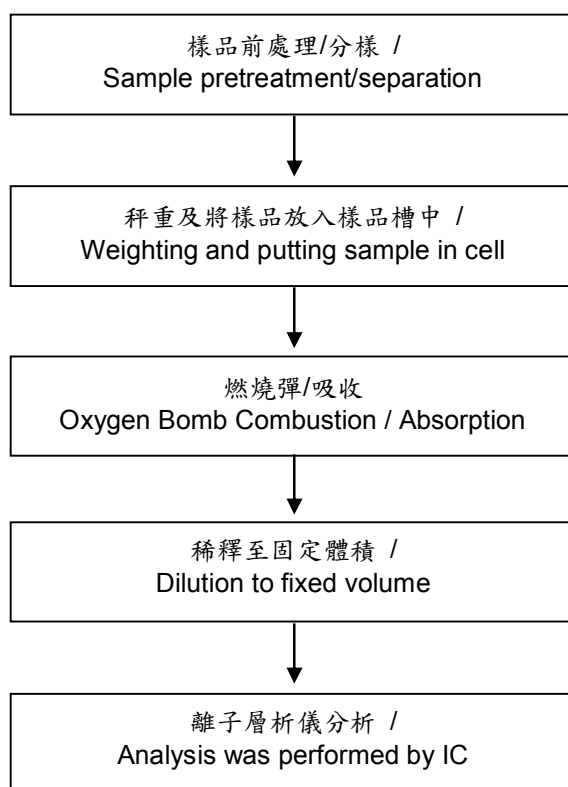 樣品前處理/分樣 /
Sample pretreatment/separation
秤重及將樣品放入樣品槽中 /
Weighting and putting sample in cell
燃燒彈/吸收
Oxygen Bomb Combustion / Absorption
稀釋至固定體積 /
Dilution to fixed volume
離子層析儀分析 /
Analysis was performed by IC